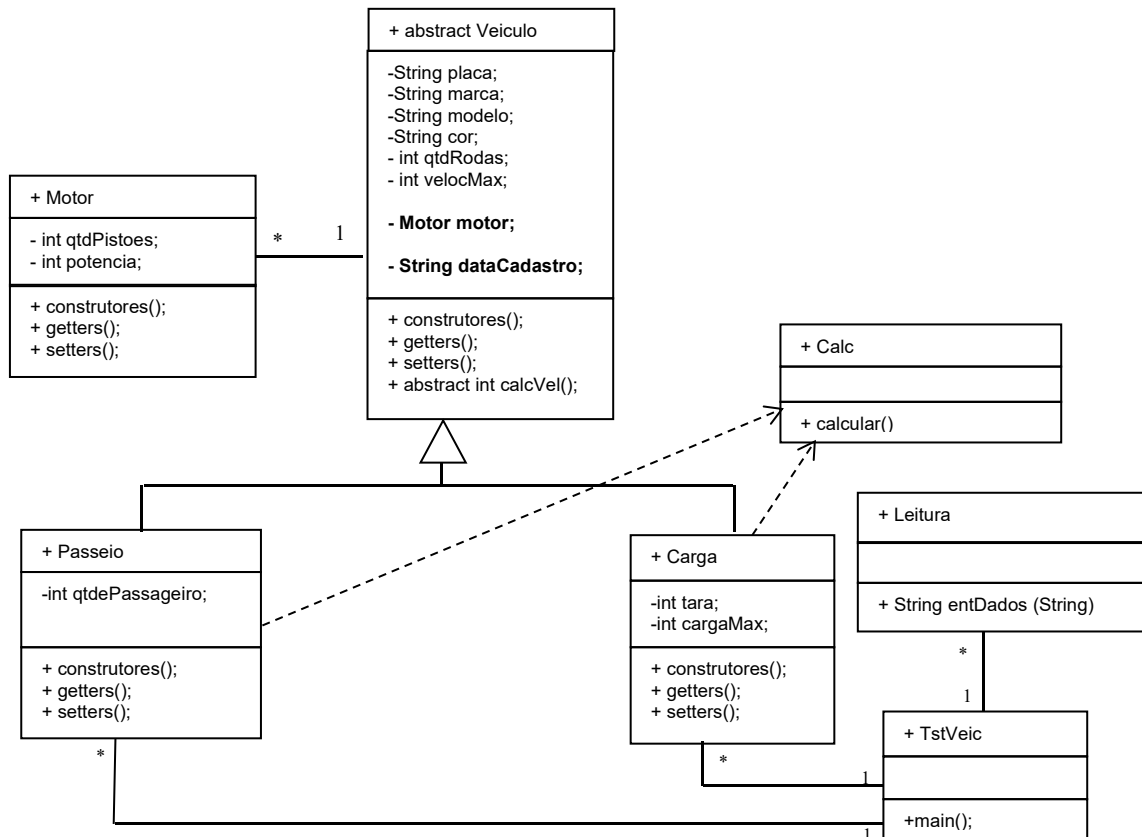 + abstract Veiculo
-String placa;
-String marca;
-String modelo;
-String cor;
- int qtdRodas;
- int velocMax;
- Motor motor;
- String dataCadastro;
+ construtores();
+ getters();
+ setters();
+ abstract int calcVel();
+ Motor
- int qtdPistoes;
- int potencia;
+ construtores();
+ getters();
+ setters();
*
1
+ Calc
+ calcular()
+ Passeio
-int qtdePassageiro;
+ construtores();
+ getters();
+ setters();
*
+ Carga
-int tara;
-int cargaMax;
+ construtores();
+ getters();
+ setters();
*
+ Leitura
+ String entDados (String)
*
1
+ TstVeic
+main();
1
1